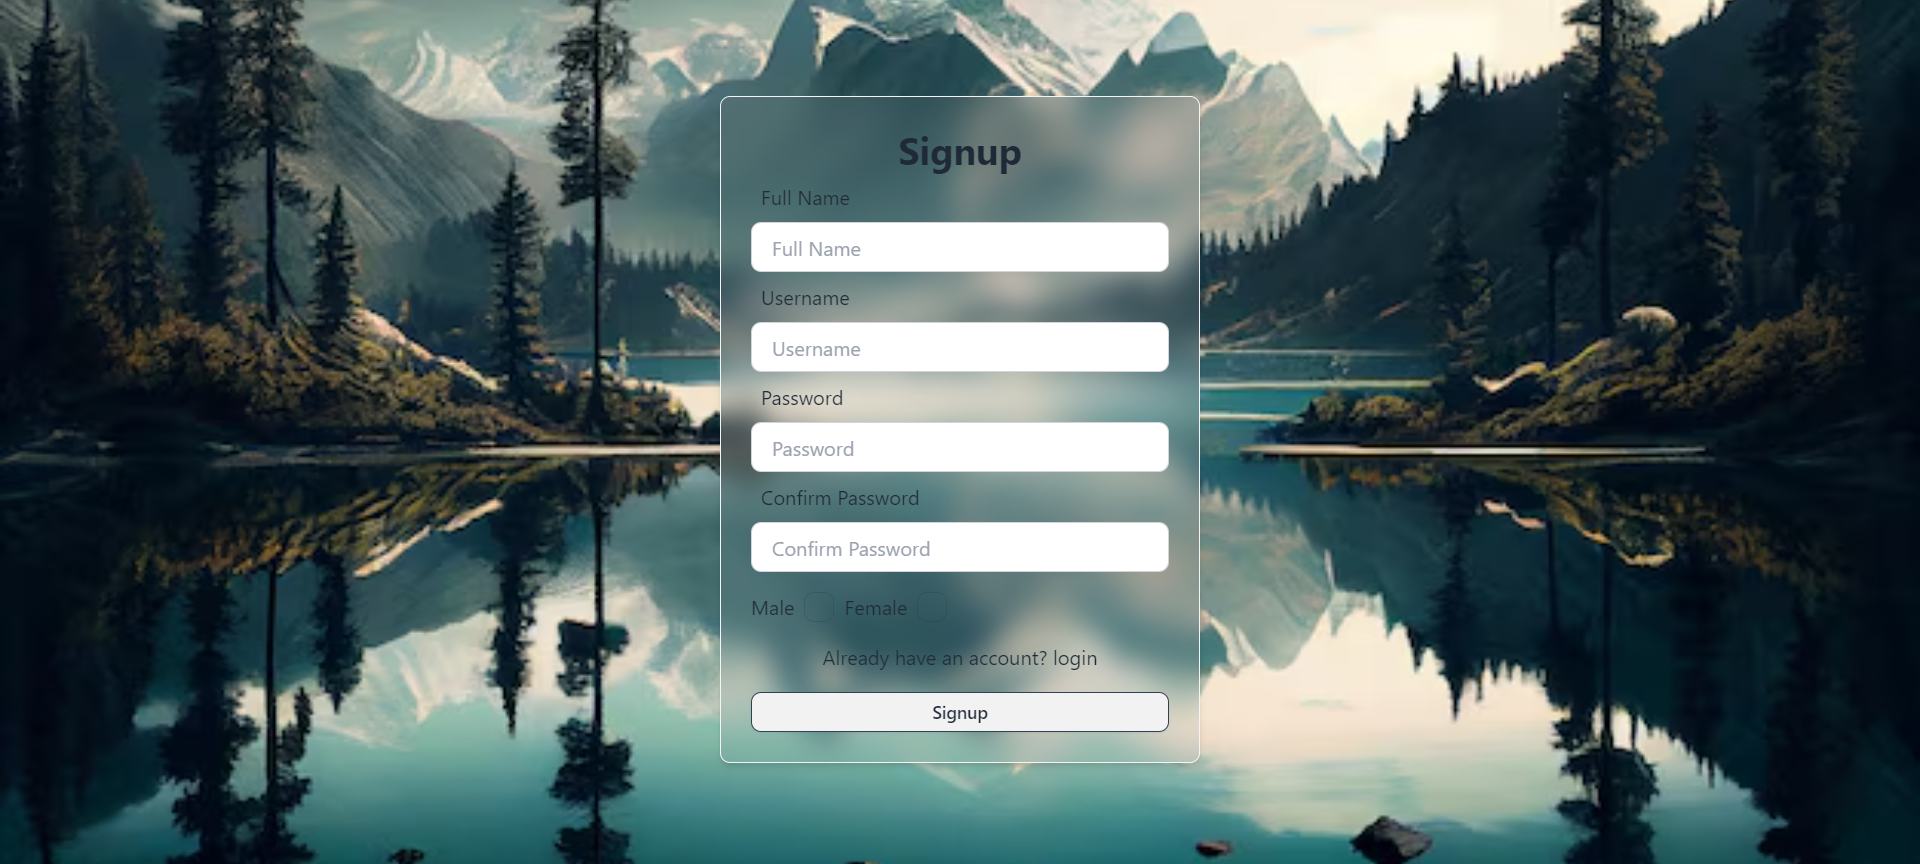 Signup
Full Name
Full Name
Username
Username
Password
Password
Confirm Password
Confirm Password
Male Female
Already have an account? login
Signup